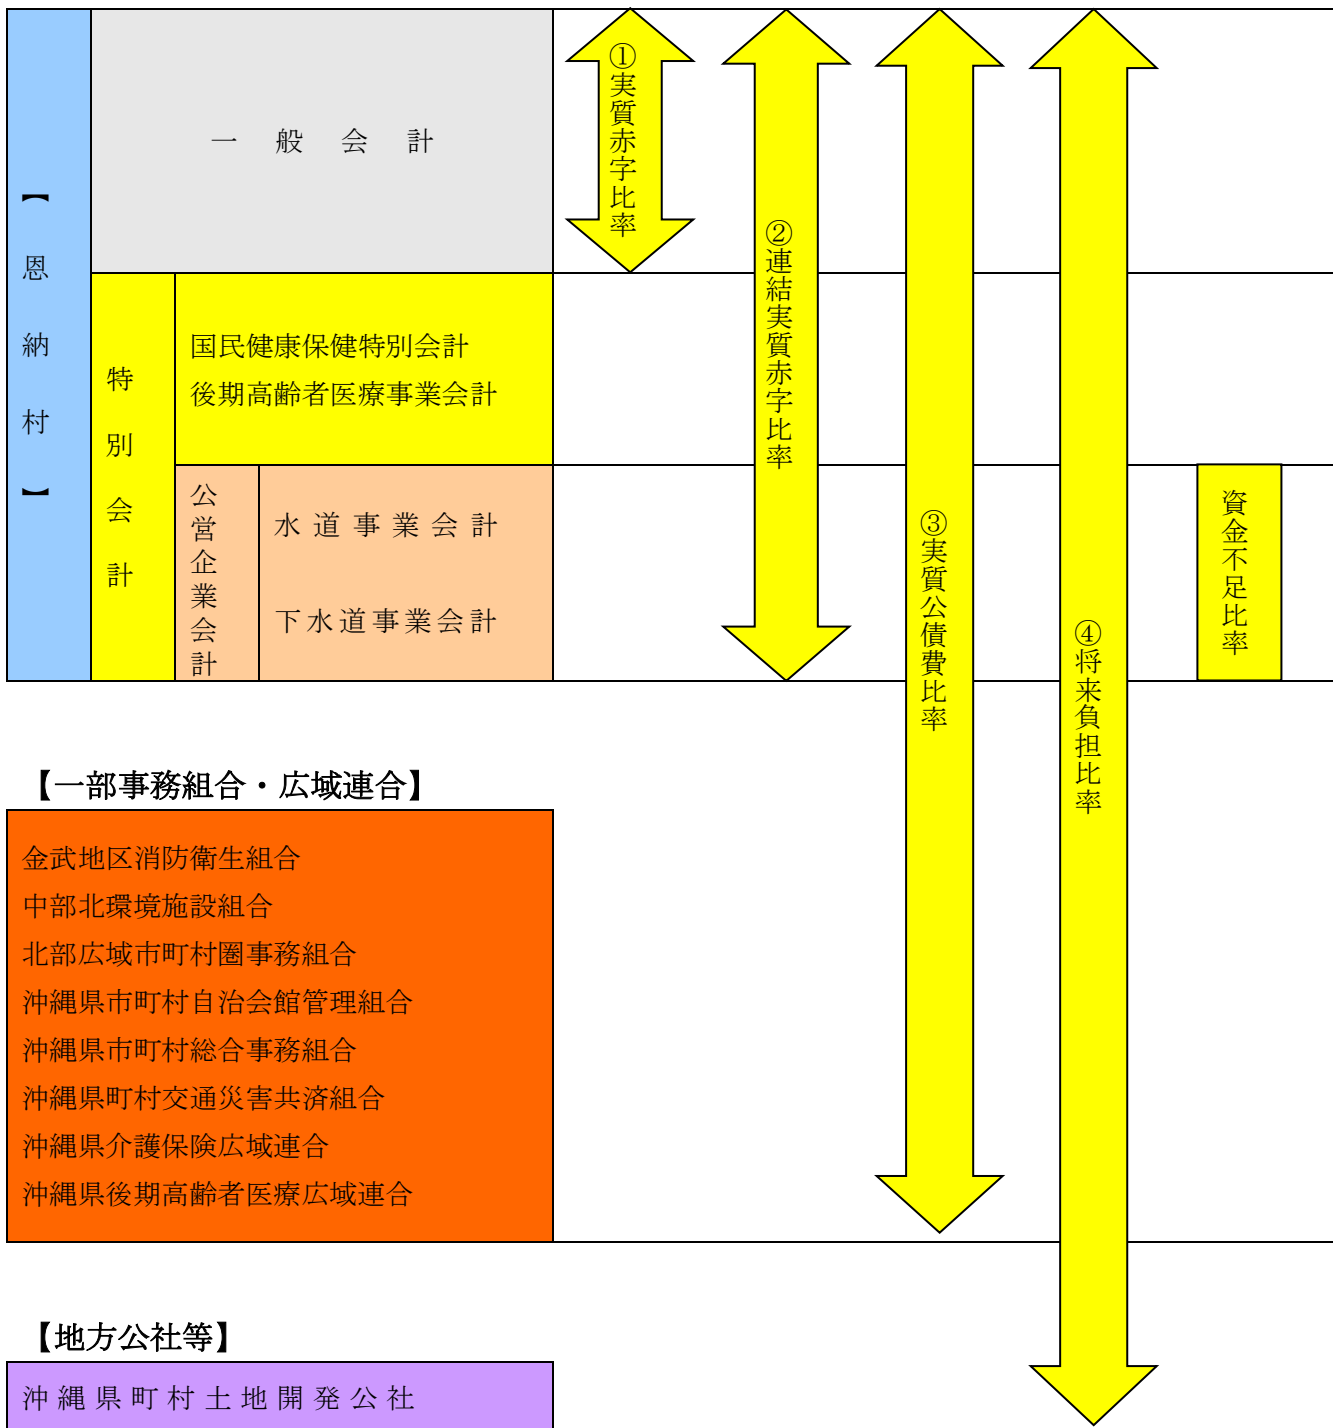 【恩納村】
一般会計
特別会計
国民健康保健特別会計
後期高齢者医療事業会計
公営企業会計
水道事業会計
下水道事業会計
①実質赤字比率
②連結実質赤字比率
③実質公債費比率
④将来負担比率
資金不足比率
【一部事務組合・広域連合】
金武地区消防衛生組合
中部北環境施設組合
北部広域市町村圏事務組合
沖縄県市町村自治会館管理組合
沖縄県市町村総合事務組合
沖縄県町村交通災害共済組合
沖縄県介護保険広域連合
沖縄県後期高齢者医療広域連合
【地方公社等】
沖縄県町村土地開発公社